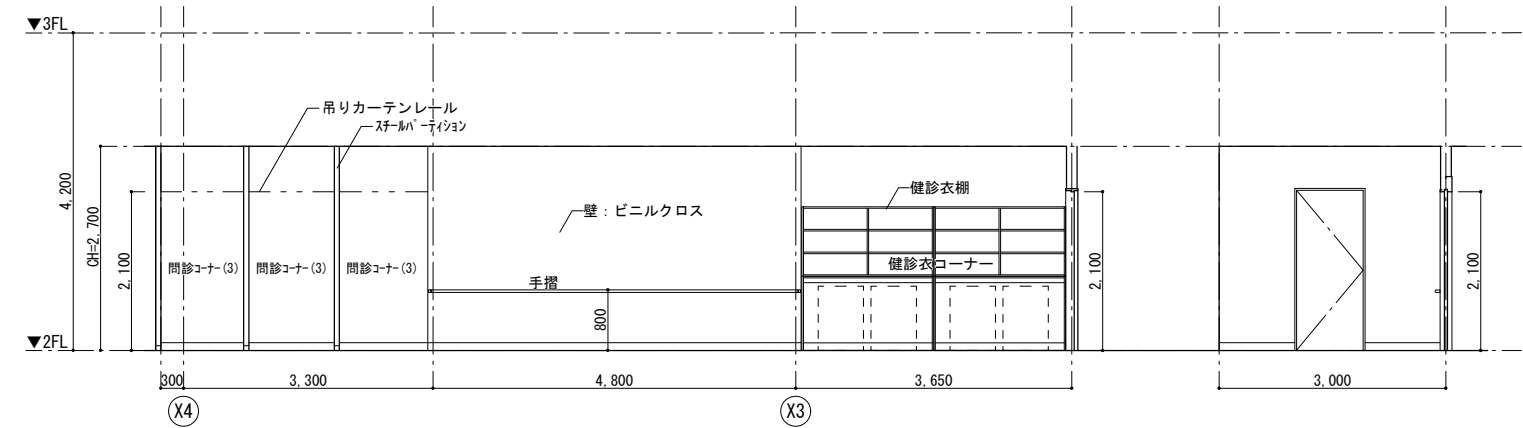 ▼3FL
吊りカーテンレール
スチールパーティション
4,200
CH=2,700
2,100
健診衣棚
壁：ビニルクロス
問診コーナー(3)
問診コーナー(3)
問診コーナー(3)
手摺
800
健診衣コーナー
2,100
2,100
▼2FL
300
3,300
4,800
3,650
3,000
X4
X3